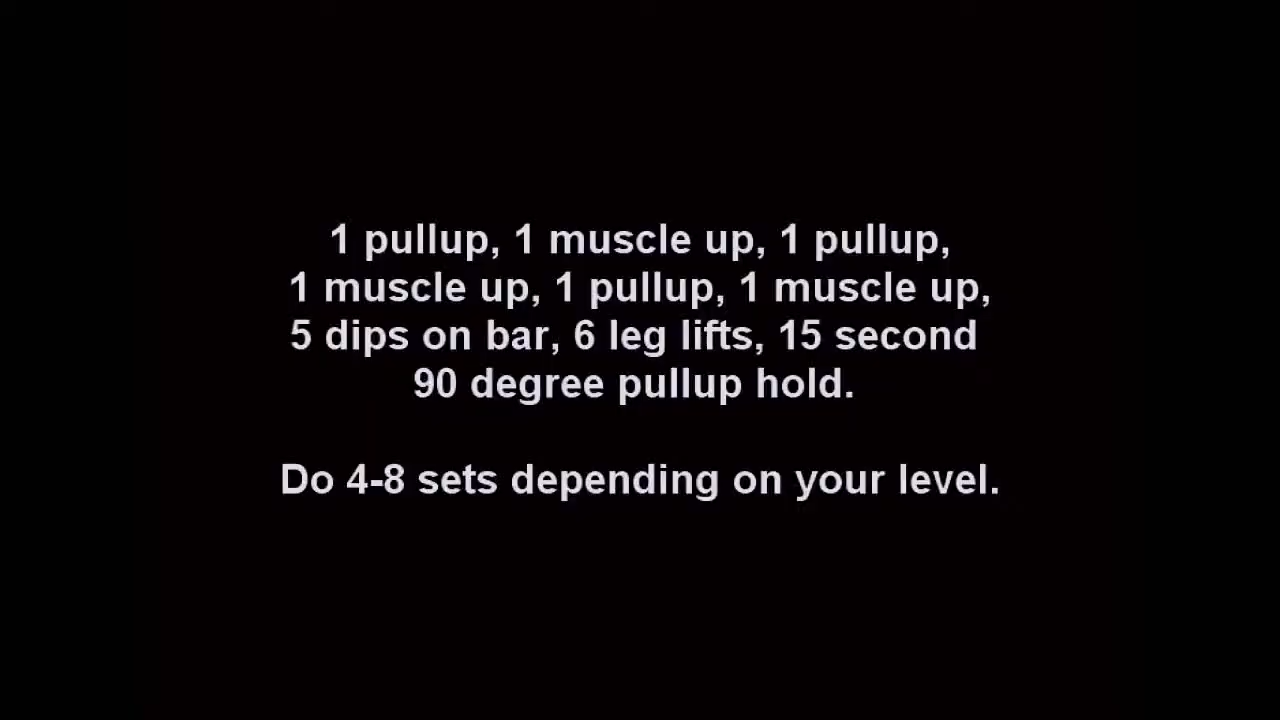 1 pullup, 1 muscle up, 1 pullup,
1 muscle up, 1 pullup, 1 muscle up,
5 dips on bar, 6 leg lifts, 15 second
90 degree pullup hold.
Do 4-8 sets depending on your level.